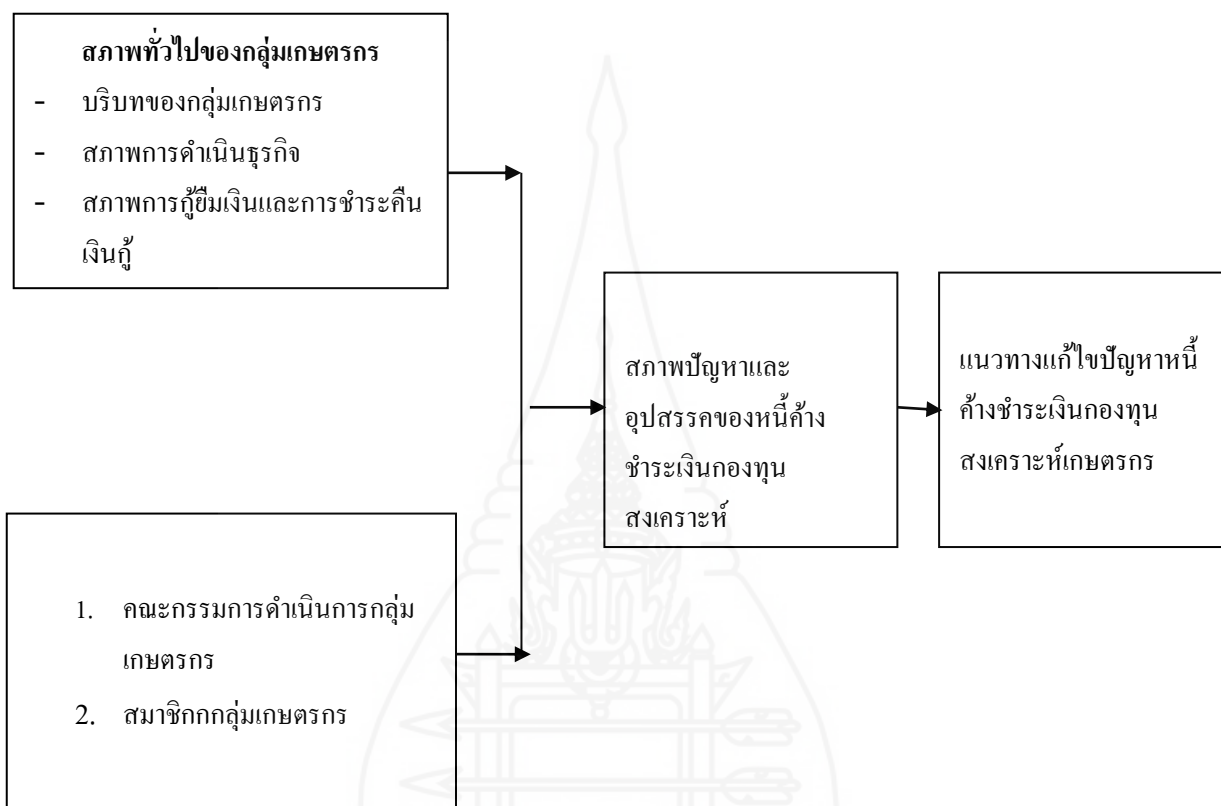 สภาพทั่วไปของกลุ่มเกษตรกร
- บริบทของกลุ่มเกษตรกร
- สภาพการดำเนินธุรกิจ
- สภาพการกู้ยืมเงินและการชำระคืน
เงินกู้
สภาพปัญหาและ
อุปสรรคของหนี้ค้าง
ชำระเงินกองทุน
สงเคราะห์
แนวทางแก้ไขปัญหาหนี้
ค้างชำระเงินกองทุน
สงเคราะห์เกษตรกร
1. คณะกรรมการดำเนินการกลุ่ม
เกษตรกร
2. สมาชิกกกลุ่มเกษตรกร